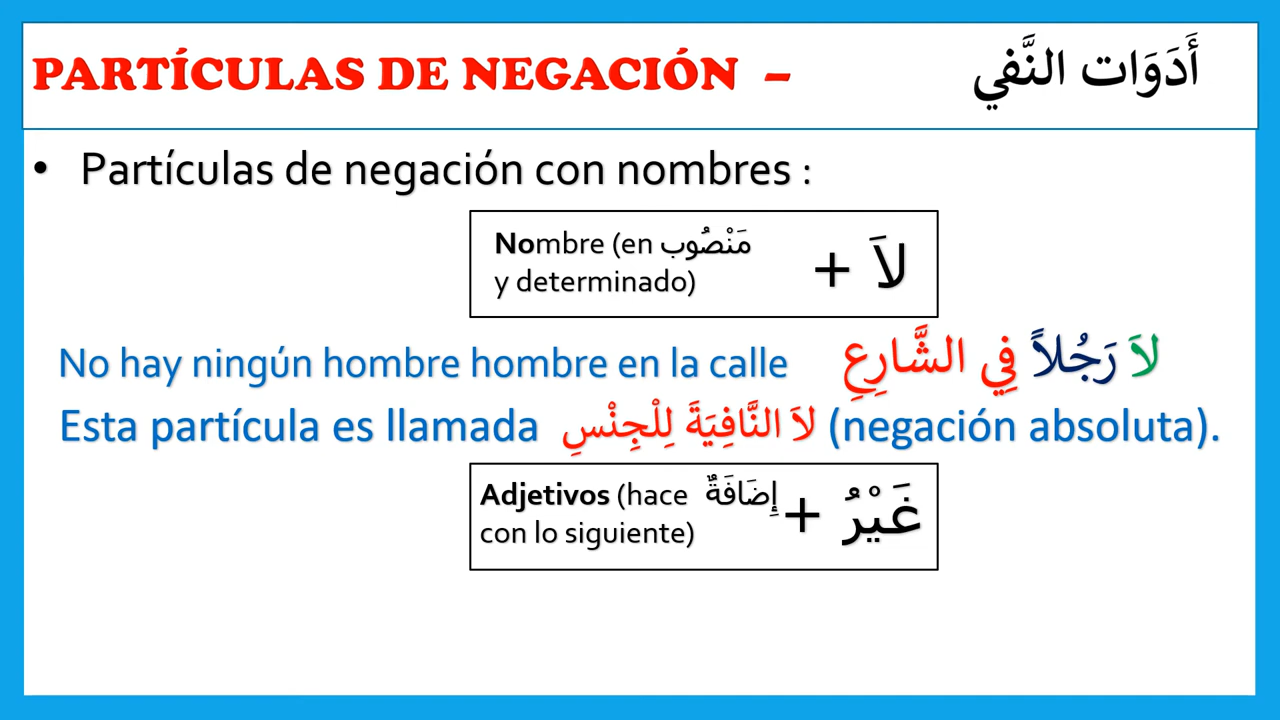 PARTÍCULAS DE NEGACIÓN – أَدَوَات النَّفي
• Partículas de negación con nombres :
Nombre (en مَنْصُوب
y determinado)
+ لاَ
No hay ningún hombre hombre en la calle لاَ رَجُلاً فِي الشَّارِعِ
Esta partícula es llamada لاَ النَّافِيَةَ لِلْجِنْسِ (negación absoluta).
Adjetivos (hace إِضَافَةٌ
con lo siguiente)
+ غَيْرُ